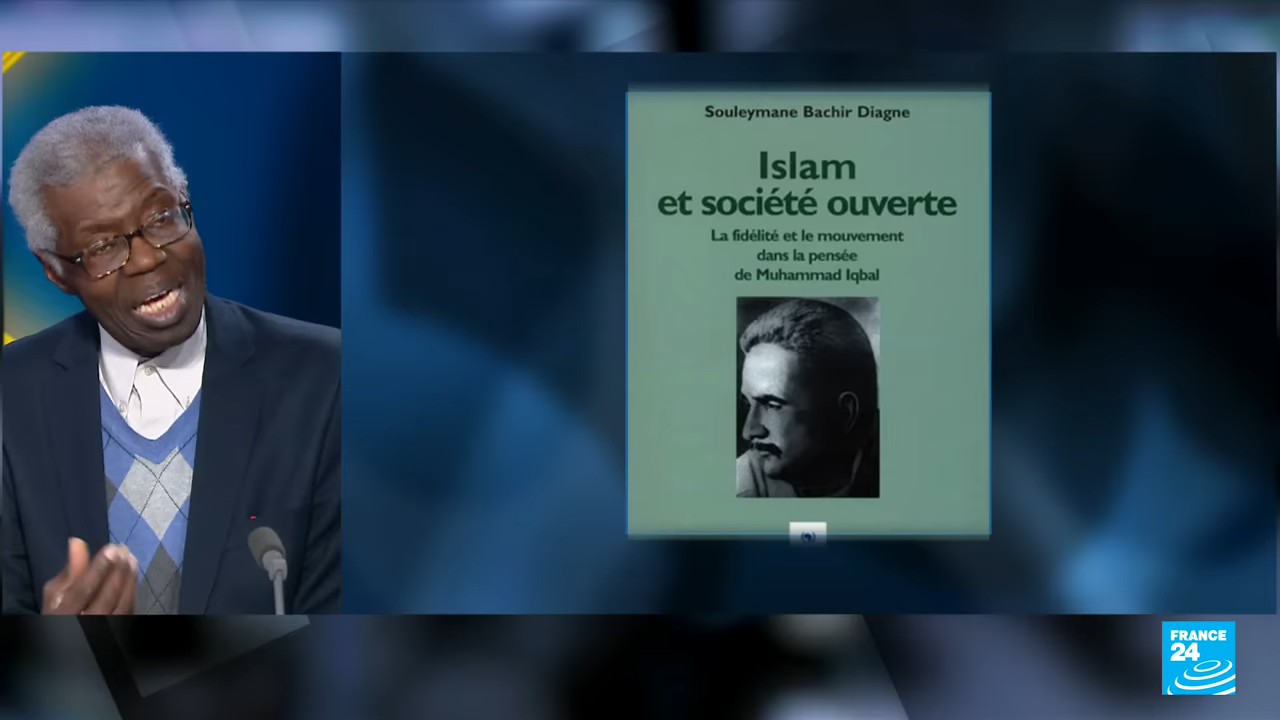 Souleymane Bachir Diagne
Islam
et société ouverte
La fidélité et le mouvement
dans la pensée
de Muhammad Iqbal
FRANCE
24